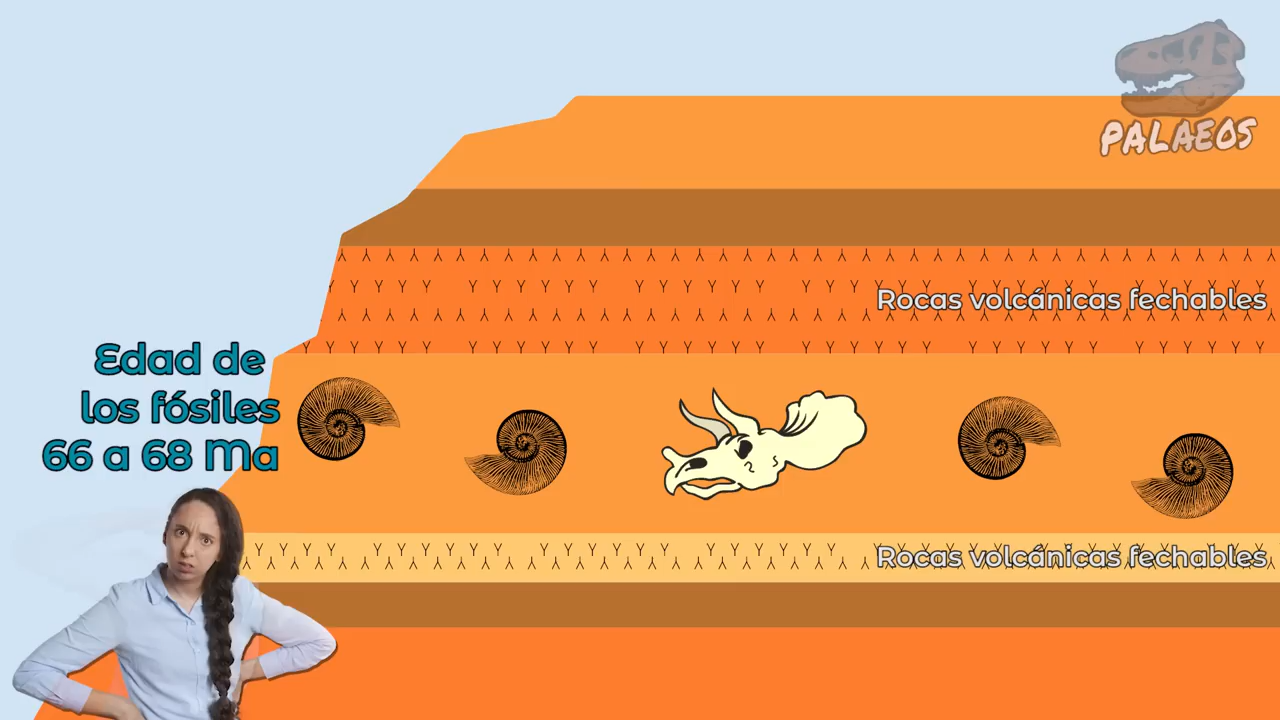 PALAEOS
Rocas volcánicas fechables
Edad de
los fósiles
66 a 68 Ma
Rocas volcánicas fechables